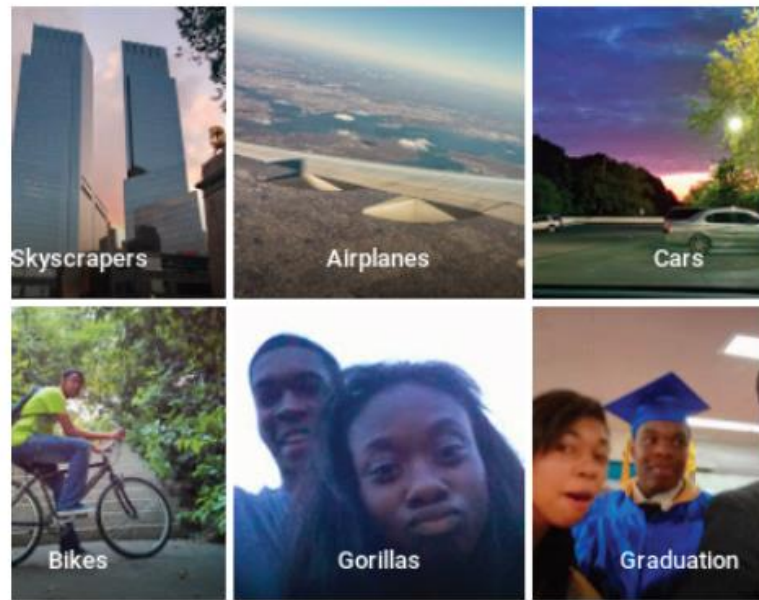 Skyscrapers
Airplanes
Cars
Bikes
Gorillas
Graduation